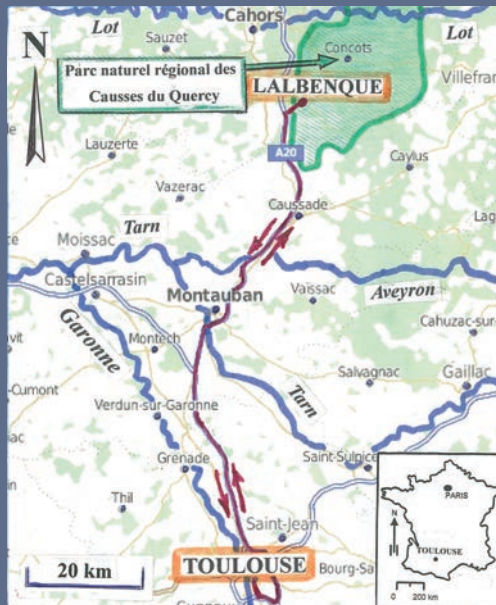 Cahors
Lot
Sauzet
N
Concots
Lot
Parc naturel régional des
Causses du Quercy
Villefran
LALBENQUE
Lauzerte
A20
Caylus
Vazerac
Caussade
Lag
Tarn
Moissac
Castelsarrasin
Montauban
Vaïssac
Aveyron
Garonne
Montech
Cahuzac-sur-
Salvagnac
Gaillac
-Cumont
Tarn
Verdun-sur-Garonne
Grenade
Saint-Sulpice
Thil
Saint-Jean
20 km
TOULOUSE
Bourg-Sa
PARIS
N
TOULOUSE
0 200 km